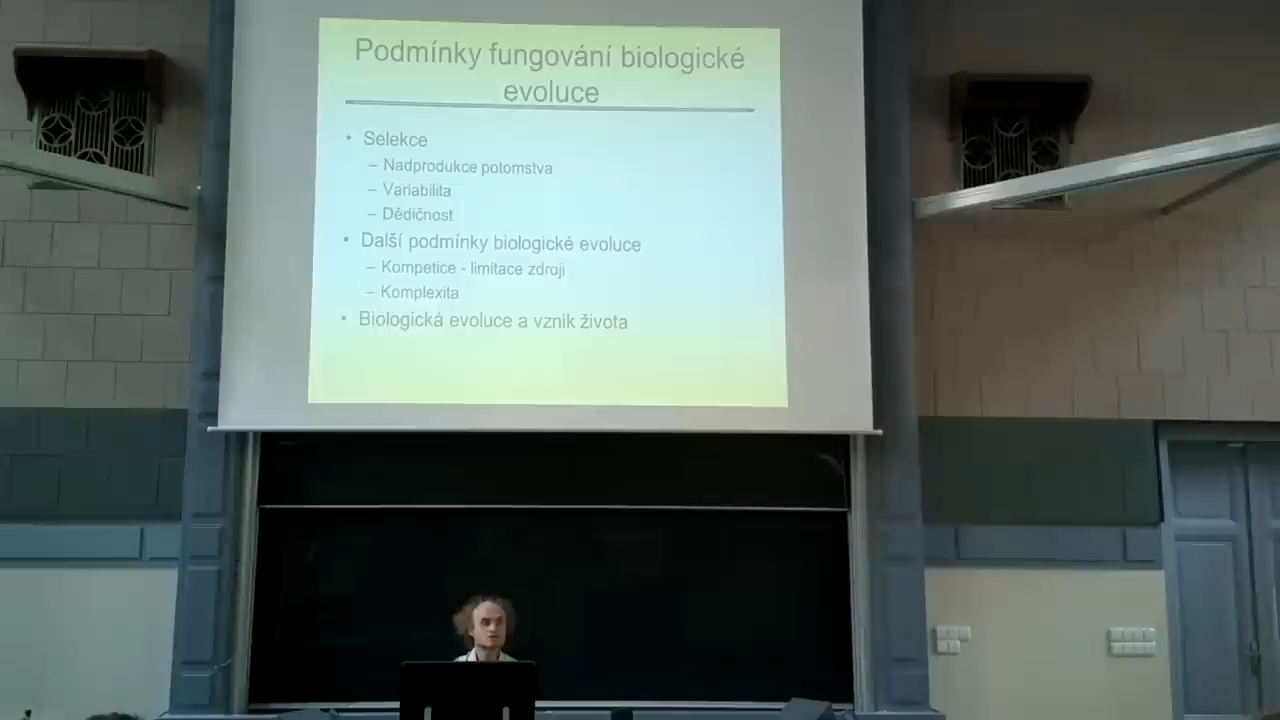 Podmínky fungování biologické
evoluce
• Selekce
– Nadprodukce potomstva
– Variabilita
– Dědičnost
• Další podmínky biologické evoluce
– Kompetice - limitace zdroji
– Komplexita
• Biologická evoluce a vznik života